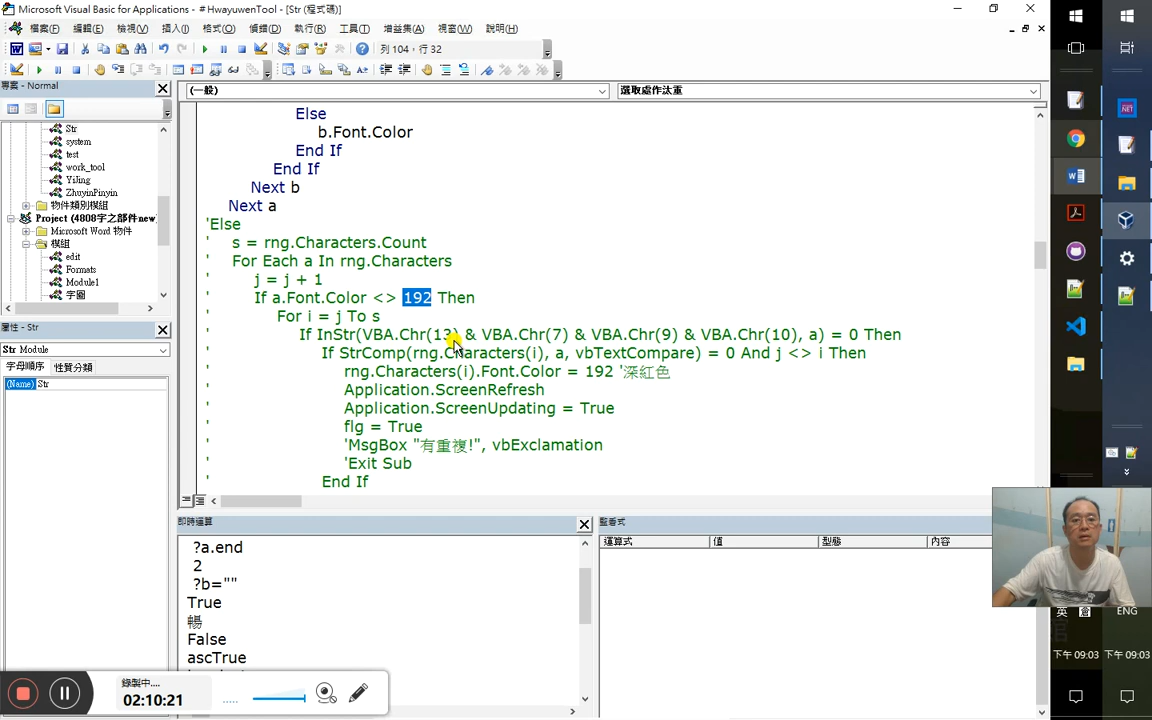 Microsoft Visual Basic for Applications - #HwayuwenTool - [Str (程式碼)]
檔案(F) 編輯(E) 檢視(V) 插入(I) 格式(O) 偵錯(D) 執行(R) 工具(T) 增益集(A) 視窗(W) 說明(H)
列 104，行 32
專案 - Normal
(一般)
選取處作汰重
Str
system
test
work_tool
YiJing
ZhuyinPinyin
物件類別模組
Project (4808字之部件new
Microsoft Word 物件
模組
edit
Formats
Module1
字圖
屬性 - Str
Str Module
字母順序 性質分類
(Name) Str
Else
b.Font.Color
End If
End If
Next b
Next a
'Else
' s = rng.Characters.Count
' For Each a In rng.Characters
' j = j + 1
' If a.Font.Color <> 192 Then
' For i = j To s
' If InStr(VBA.Chr(13) & VBA.Chr(7) & VBA.Chr(9) & VBA.Chr(10), a) = 0 Then
' If StrComp(rng.Characters(i), a, vbTextCompare) = 0 And j <> i Then
' rng.Characters(i).Font.Color = 192 '深紅色
' Application.ScreenRefresh
' Application.ScreenUpdating = True
' flg = True
' 'MsgBox "有重複!", vbExclamation
' 'Exit Sub
' End If
即時運算
?a.end
2
?b=""
True
暢
False
ascTrue
監看式
運算式 值 型態 內容
錄製中....
02:10:21
英 ENG
下午 09:03 下午 09:03